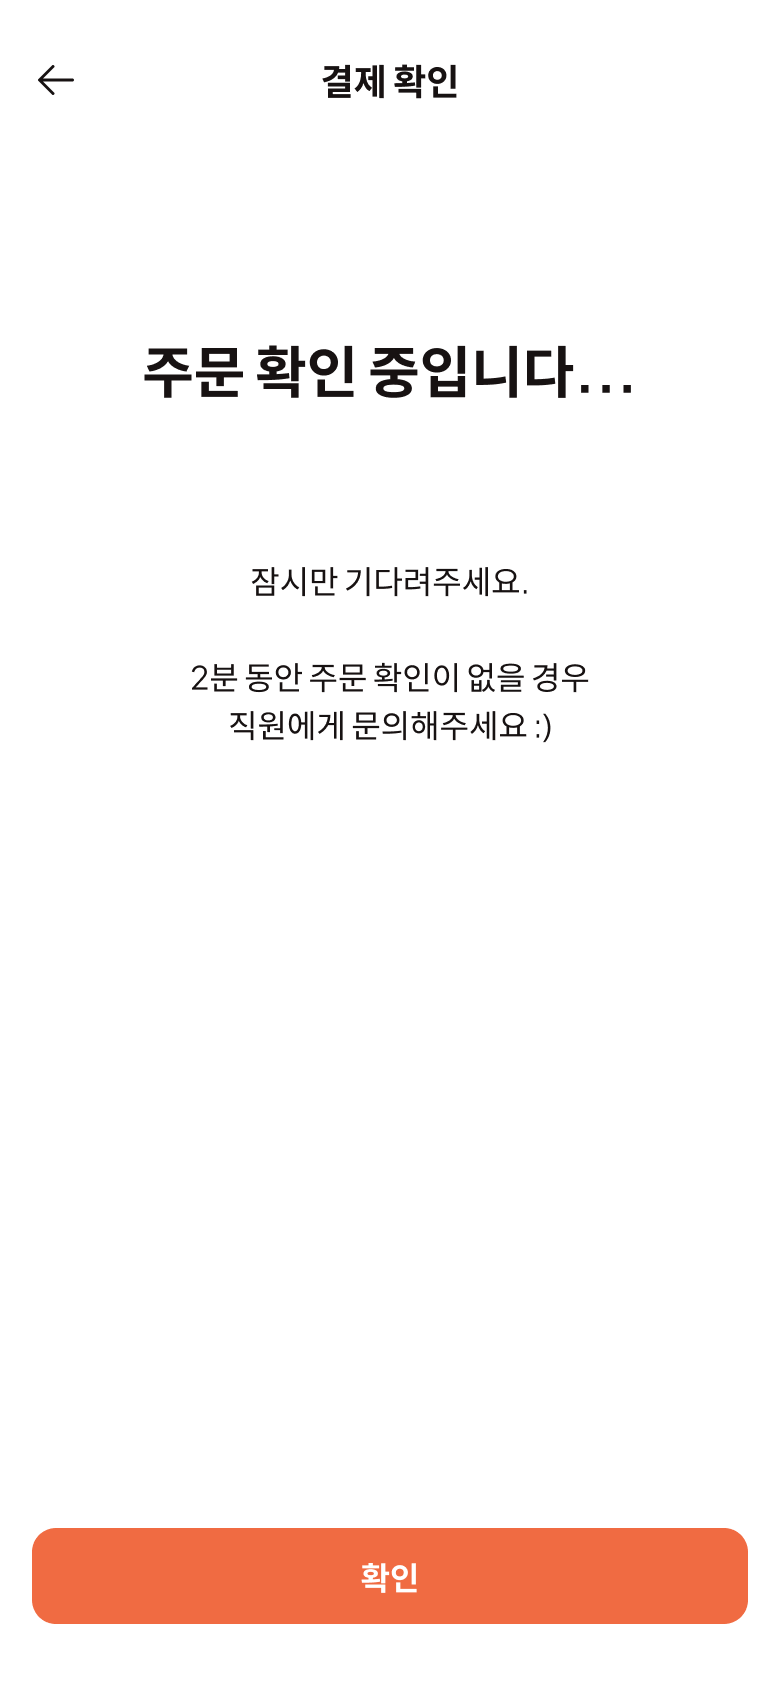 결제 확인
주문 확인 중입니다...
잠시만 기다려주세요.
2분 동안 주문 확인이 없을 경우
직원에게 문의해주세요 :)
확인